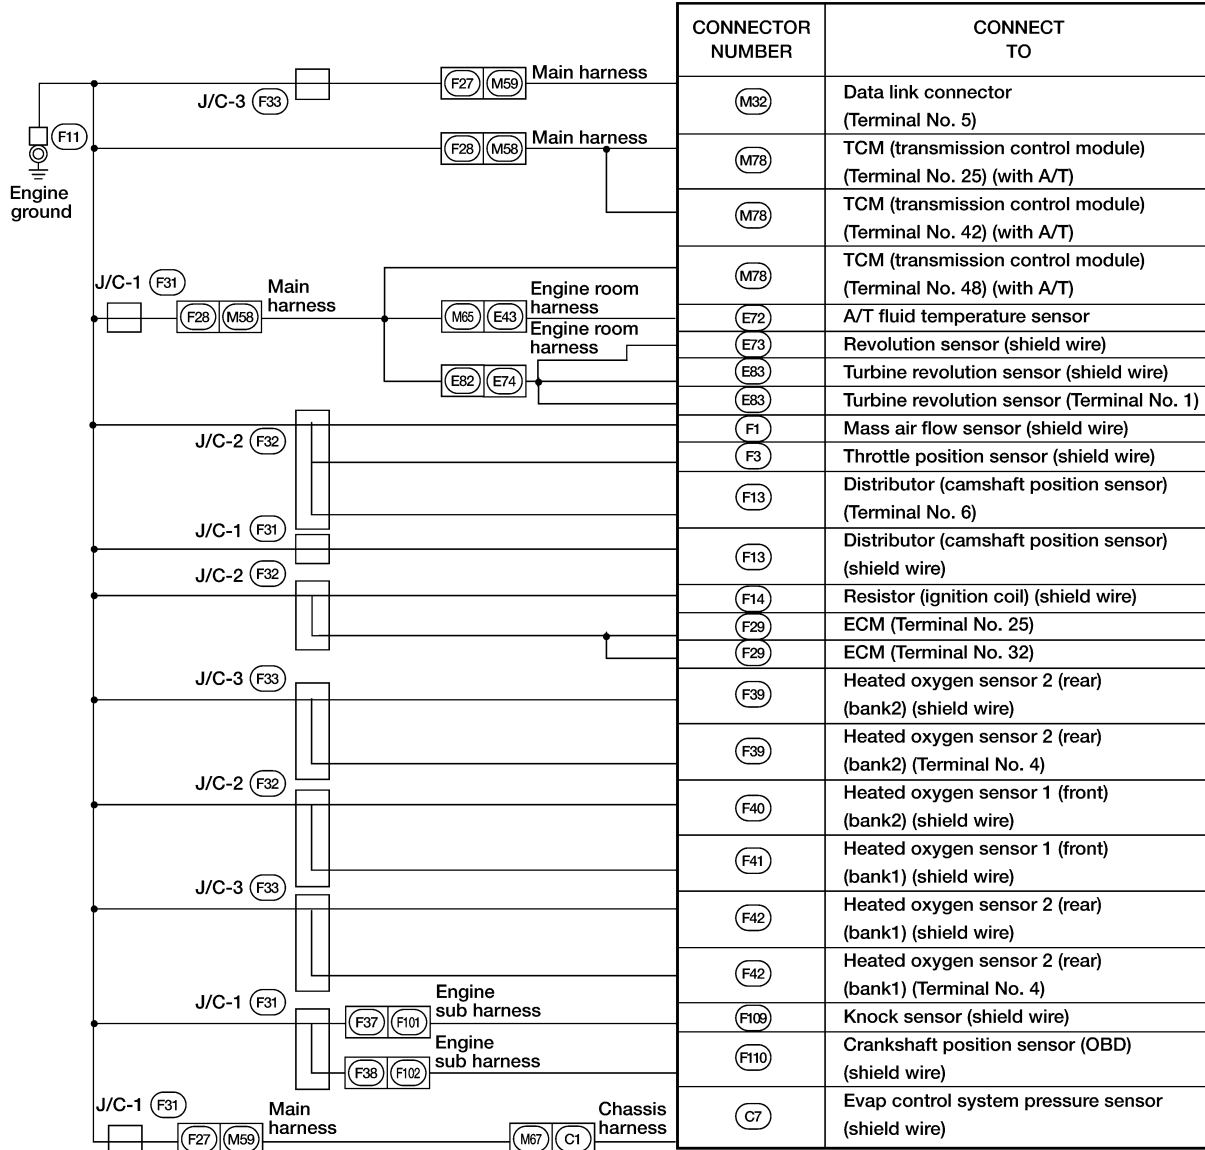 CONNECTOR
NUMBER
CONNECT
TO
J/C-3 F33
F27 M59 Main harness
M32
Data link connector
(Terminal No. 5)
F11
Engine
ground
F28 M58 Main harness
M78
TCM (transmission control module)
(Terminal No. 25) (with A/T)
M78
TCM (transmission control module)
(Terminal No. 42) (with A/T)
M78
TCM (transmission control module)
(Terminal No. 48) (with A/T)
J/C-1 F31
F28 M58
Main
harness
M65 E43
Engine room
harness
E72 A/T fluid temperature sensor
Engine room
harness
E82 E74
E73 Revolution sensor (shield wire)
E83 Turbine revolution sensor (shield wire)
E83 Turbine revolution sensor (Terminal No. 1)
J/C-2 F32
F1 Mass air flow sensor (shield wire)
F3 Throttle position sensor (shield wire)
F13
Distributor (camshaft position sensor)
(Terminal No. 6)
J/C-1 F31
F13
Distributor (camshaft position sensor)
(shield wire)
J/C-2 F32
F14 Resistor (ignition coil) (shield wire)
F29 ECM (Terminal No. 25)
F29 ECM (Terminal No. 32)
J/C-3 F33
F39
Heated oxygen sensor 2 (rear)
(bank2) (shield wire)
F39
Heated oxygen sensor 2 (rear)
(bank2) (Terminal No. 4)
J/C-2 F32
F40
Heated oxygen sensor 1 (front)
(bank2) (shield wire)
F41
Heated oxygen sensor 1 (front)
(bank1) (shield wire)
J/C-3 F33
F42
Heated oxygen sensor 2 (rear)
(bank1) (shield wire)
F42
Heated oxygen sensor 2 (rear)
(bank1) (Terminal No. 4)
J/C-1 F31
F37 F101
Engine
sub harness
F109 Knock sensor (shield wire)
F38 F102
Engine
sub harness
F110
Crankshaft position sensor (OBD)
(shield wire)
J/C-1 F31
F27 M59
Main
harness
M67 C1
Chassis
harness
C7
Evap control system pressure sensor
(shield wire)